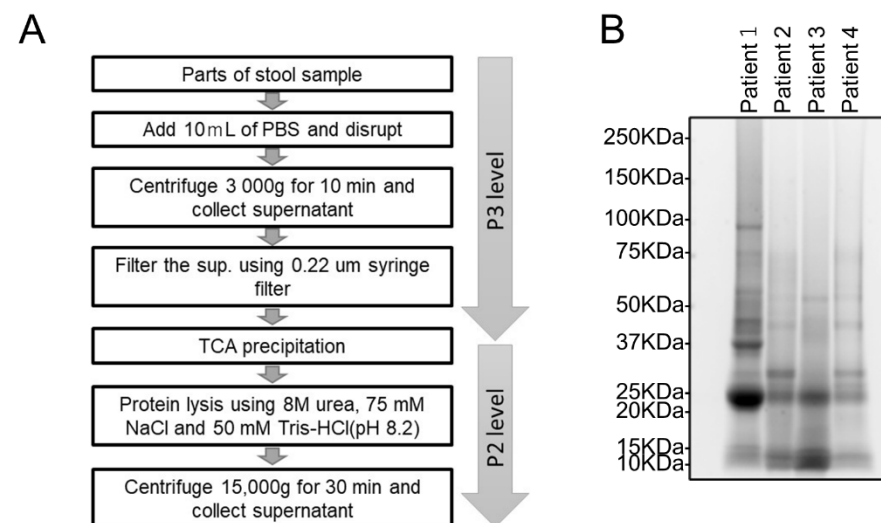 A
Parts of stool sample
Add 10mL of PBS and disrupt
Centrifuge 3 000g for 10 min and
collect supernatant
Filter the sup. using 0.22 um syringe
filter
TCA precipitation
Protein lysis using 8M urea, 75 mM
NaCl and 50 mM Tris-HCl(pH 8.2)
Centrifuge 15,000g for 30 min and
collect supernatant
P3 level
P2 level
B
Patient 1
Patient 2
Patient 3
Patient 4
250KDa
150KDa
100KDa
75KDa
50KDa
37KDa
25KDa
20KDa
15KDa
10KDa